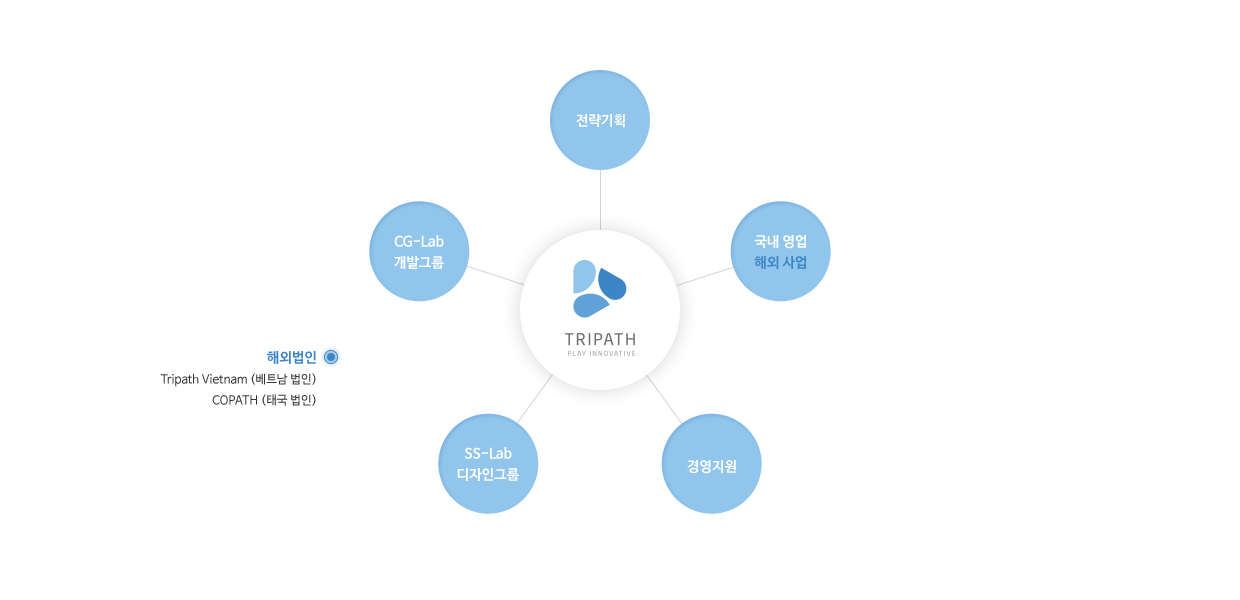 전략기획
CG-Lab
개발그룹
국내 영업
해외 사업
TRIPATH
PLAY INNOVATIVE
해외법인
Tripath Vietnam (베트남 법인)
COPATH (태국 법인)
SS-Lab
디자인그룹
경영지원